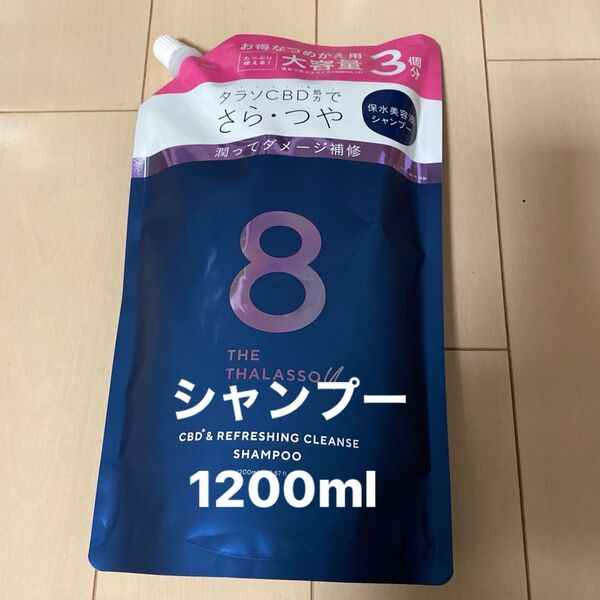 お得なつめかえ用
たっぷり
使える!
大容量
3個分
タラソCBD処方で
さら・つや
保水美容液
シャンプー
潤ってダメージ補修
8
THE
THALASSO
シャンプー
CBD* & REFRESHING CLEANSE
SHAMPOO
1200ml